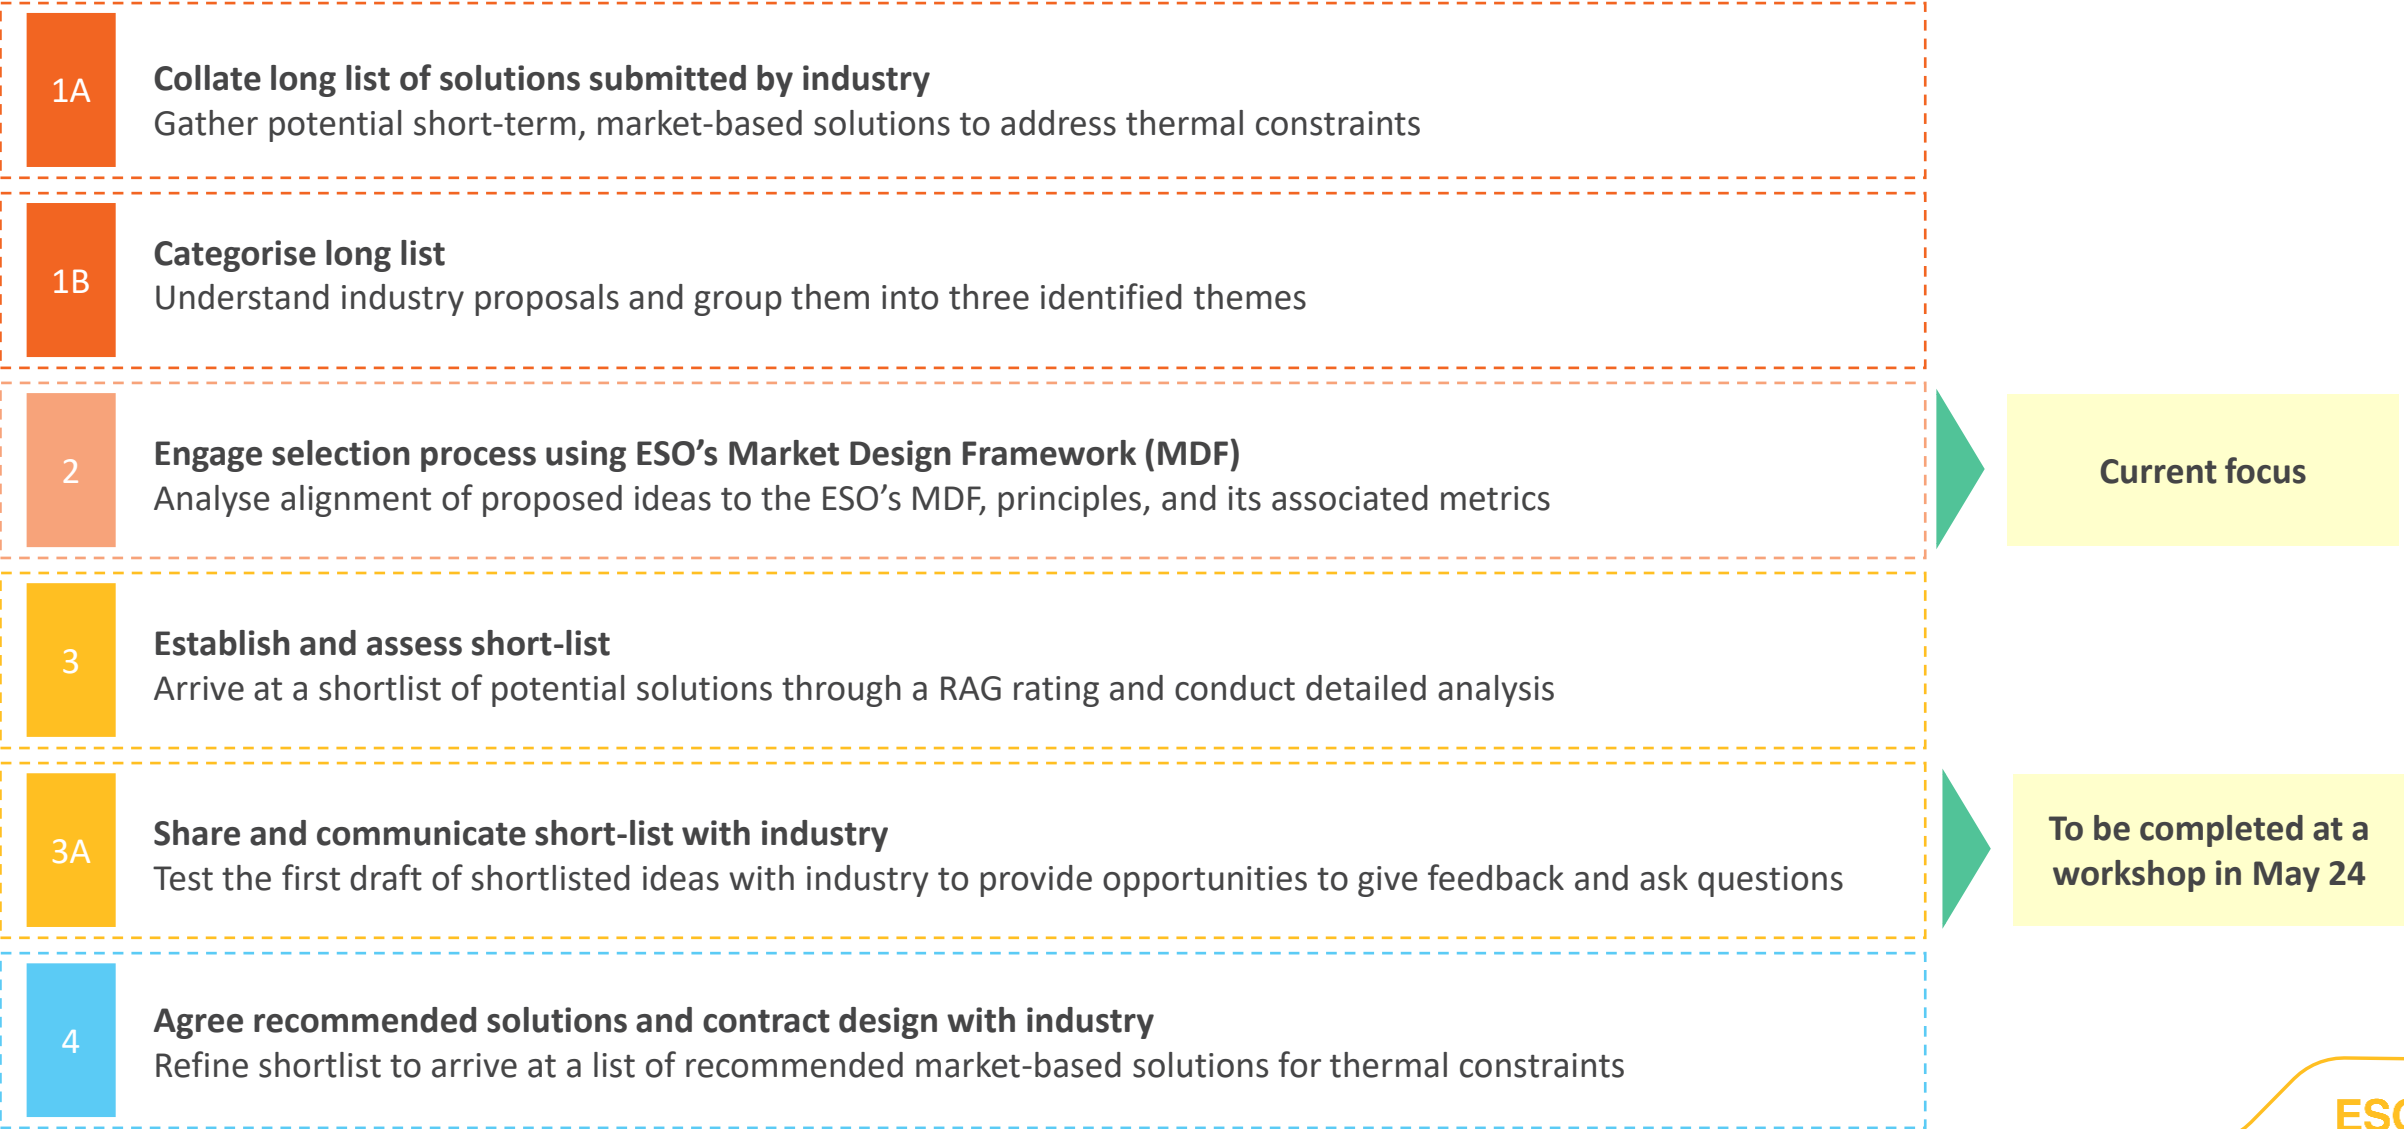 1A
Collate long list of solutions submitted by industry
Gather potential short-term, market-based solutions to address thermal constraints
1B
Categorise long list
Understand industry proposals and group them into three identified themes
2
Engage selection process using ESO’s Market Design Framework (MDF)
Analyse alignment of proposed ideas to the ESO’s MDF, principles, and its associated metrics
Current focus
3
Establish and assess short-list
Arrive at a shortlist of potential solutions through a RAG rating and conduct detailed analysis
3A
Share and communicate short-list with industry
Test the first draft of shortlisted ideas with industry to provide opportunities to give feedback and ask questions
To be completed at a
workshop in May 24
4
Agree recommended solutions and contract design with industry
Refine shortlist to arrive at a list of recommended market-based solutions for thermal constraints
ESO